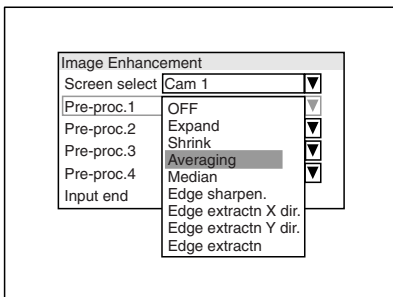 Image Enhancement
Screen select Cam 1
Pre-proc.1
Pre-proc.2
Pre-proc.3
Pre-proc.4
Input end
OFF
Expand
Shrink
Averaging
Median
Edge sharpen.
Edge extractn X dir.
Edge extractn Y dir.
Edge extractn